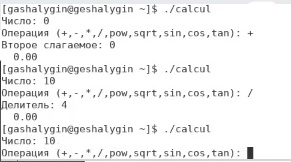 [gashalygin@geshalygin ~]$ ./calcul
Число: 0
Операция (+,-,*,/,pow,sqrt,sin,cos,tan): +
Второе слагаемое: 0
0.00
[gashalygin@geshalygin ~]$ ./calcul
Число: 10
Операция (+,-,*,/,pow,sqrt,sin,cos,tan): /
Делитель: 4
0.00
[gashalygin@geshalygin ~]$ ./calcul
Число: 10
Операция (+,-,*,/,pow,sqrt,sin,cos,tan):